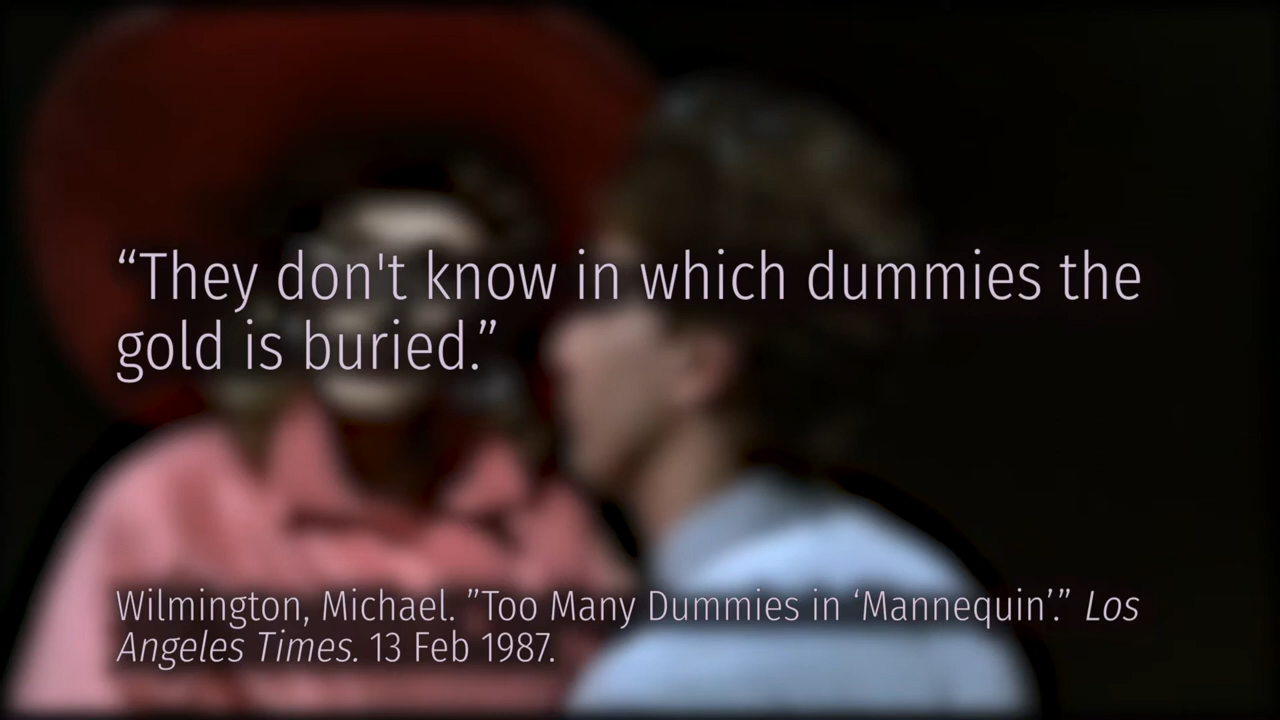 “They don't know in which dummies the
gold is buried.”
Wilmington, Michael. ”Too Many Dummies in ‘Mannequin’.” Los
Angeles Times. 13 Feb 1987.